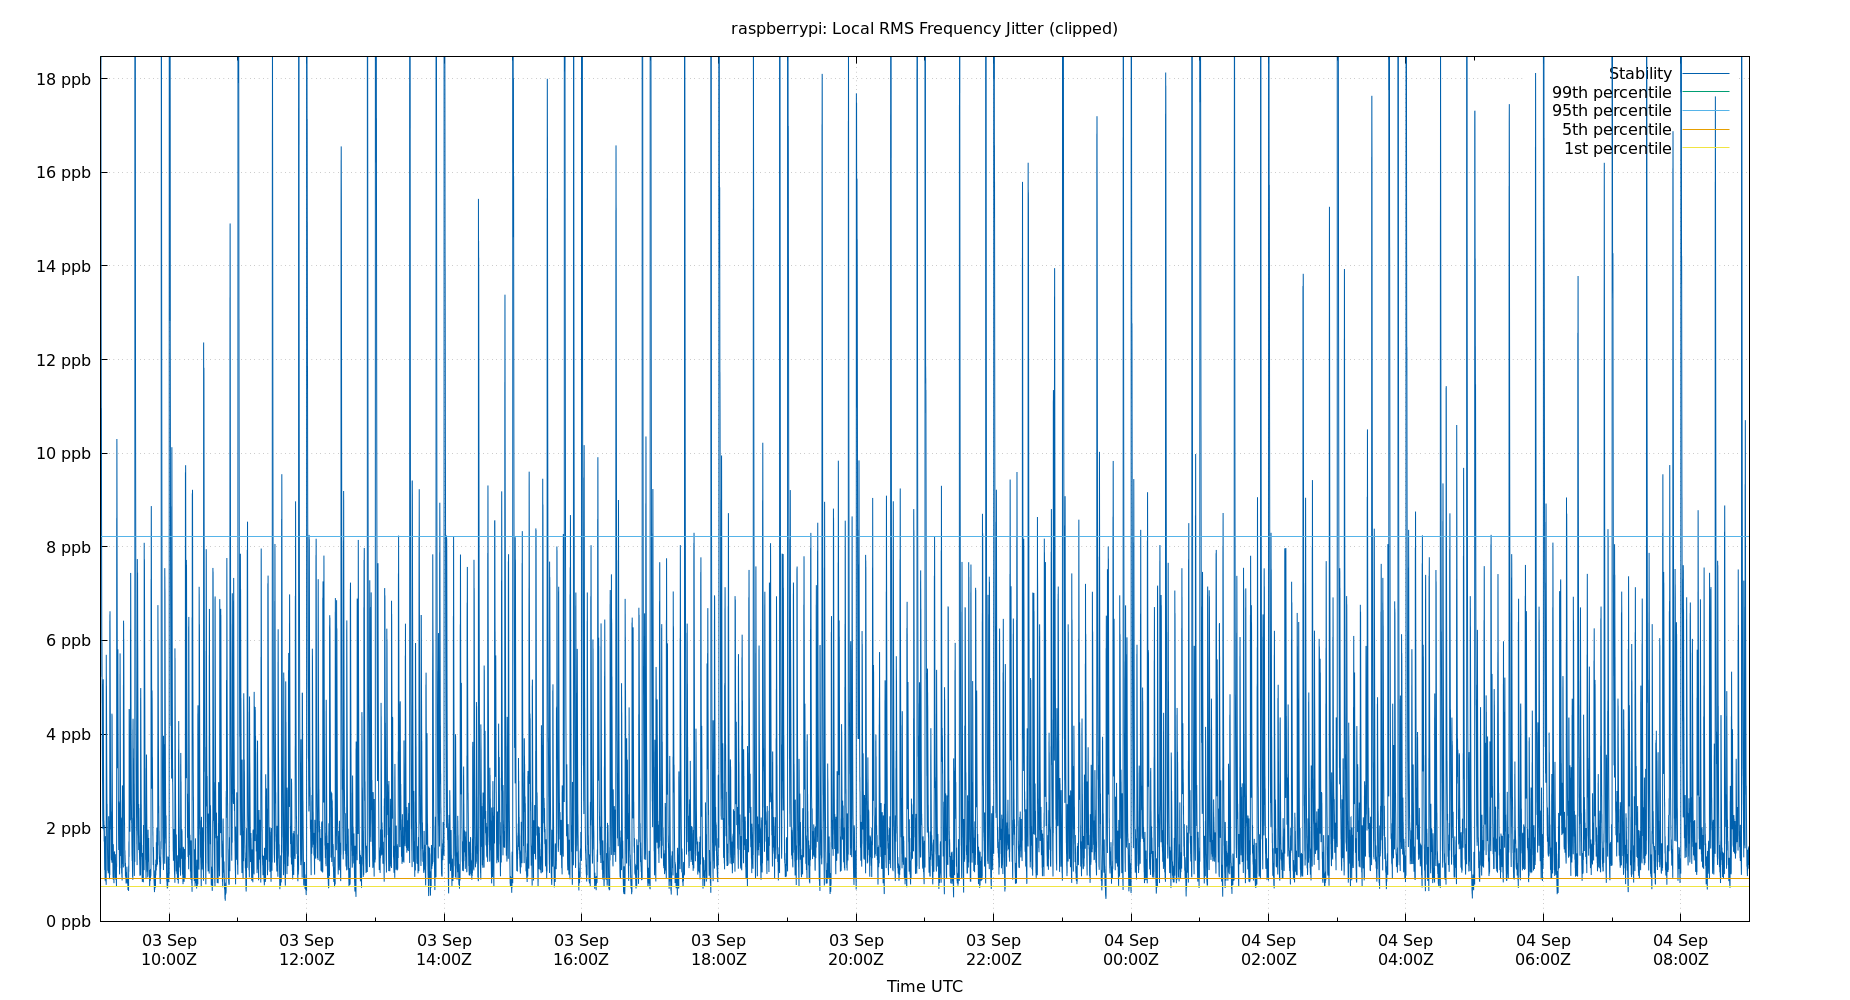 raspberrypi: Local RMS Frequency Jitter (clipped)
18 ppb
16 ppb
14 ppb
12 ppb
10 ppb
8 ppb
6 ppb
4 ppb
2 ppb
0 ppb
Stability
99th percentile
95th percentile
5th percentile
1st percentile
03 Sep 03 Sep 03 Sep 03 Sep 03 Sep 03 Sep 03 Sep 04 Sep 04 Sep 04 Sep 04 Sep 04 Sep
10:00Z 12:00Z 14:00Z 16:00Z 18:00Z 20:00Z 22:00Z 00:00Z 02:00Z 04:00Z 06:00Z 08:00Z
Time UTC